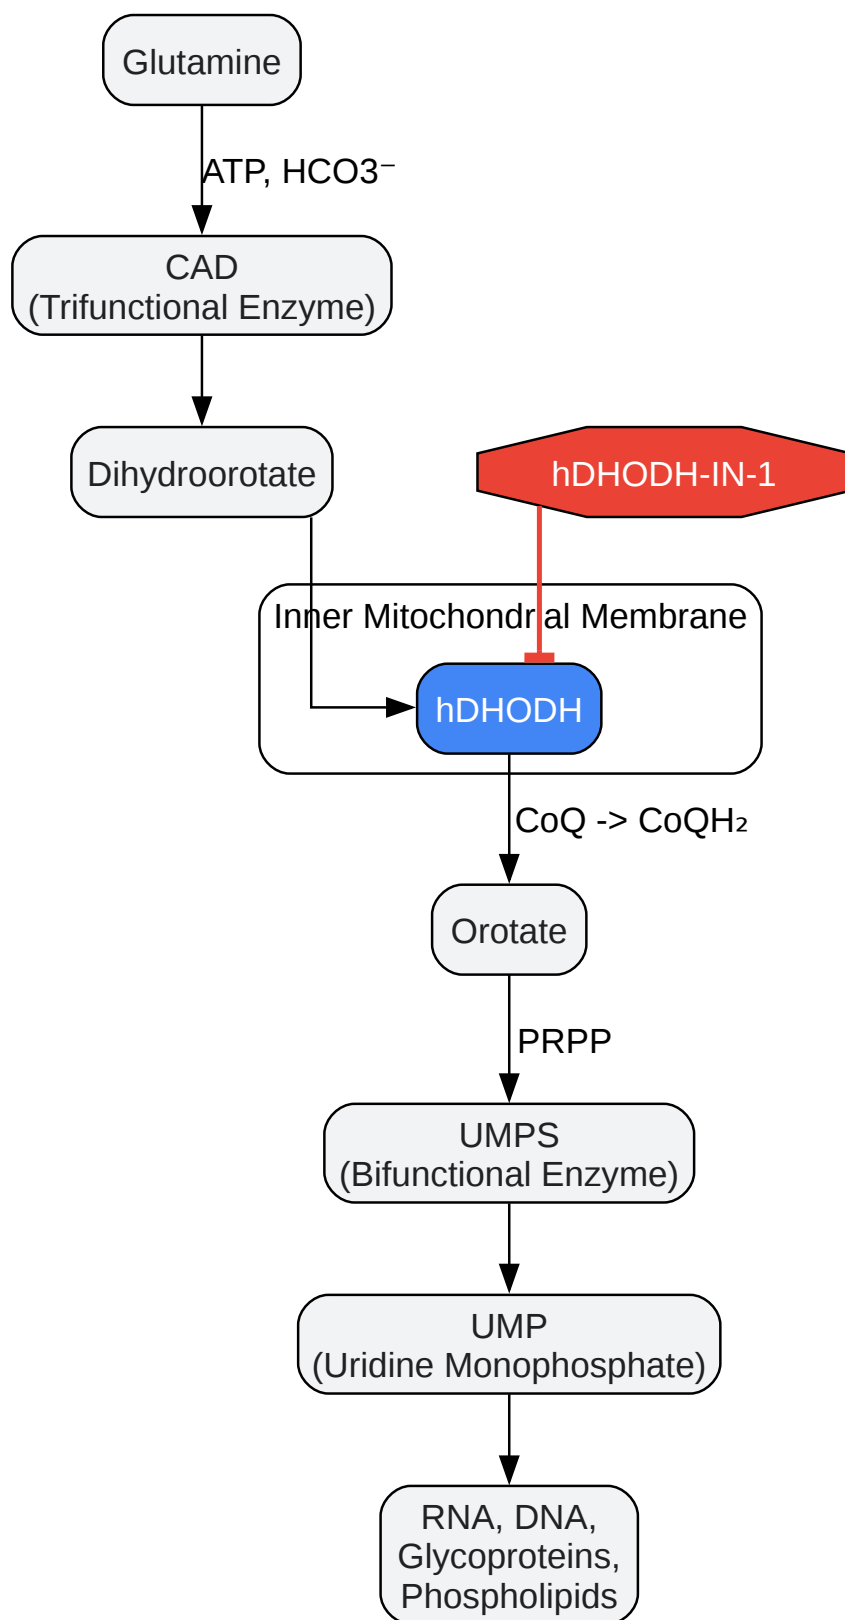 Glutamine
ATP, HCO3⁻
CAD
(Trifunctional Enzyme)
Dihydroorotate
hDHODH-IN-1
Inner Mitochondrial Membrane
hDHODH
CoQ -> CoQH₂
Orotate
PRPP
UMPS
(Bifunctional Enzyme)
UMP
(Uridine Monophosphate)
RNA, DNA,
Glycoproteins,
Phospholipids